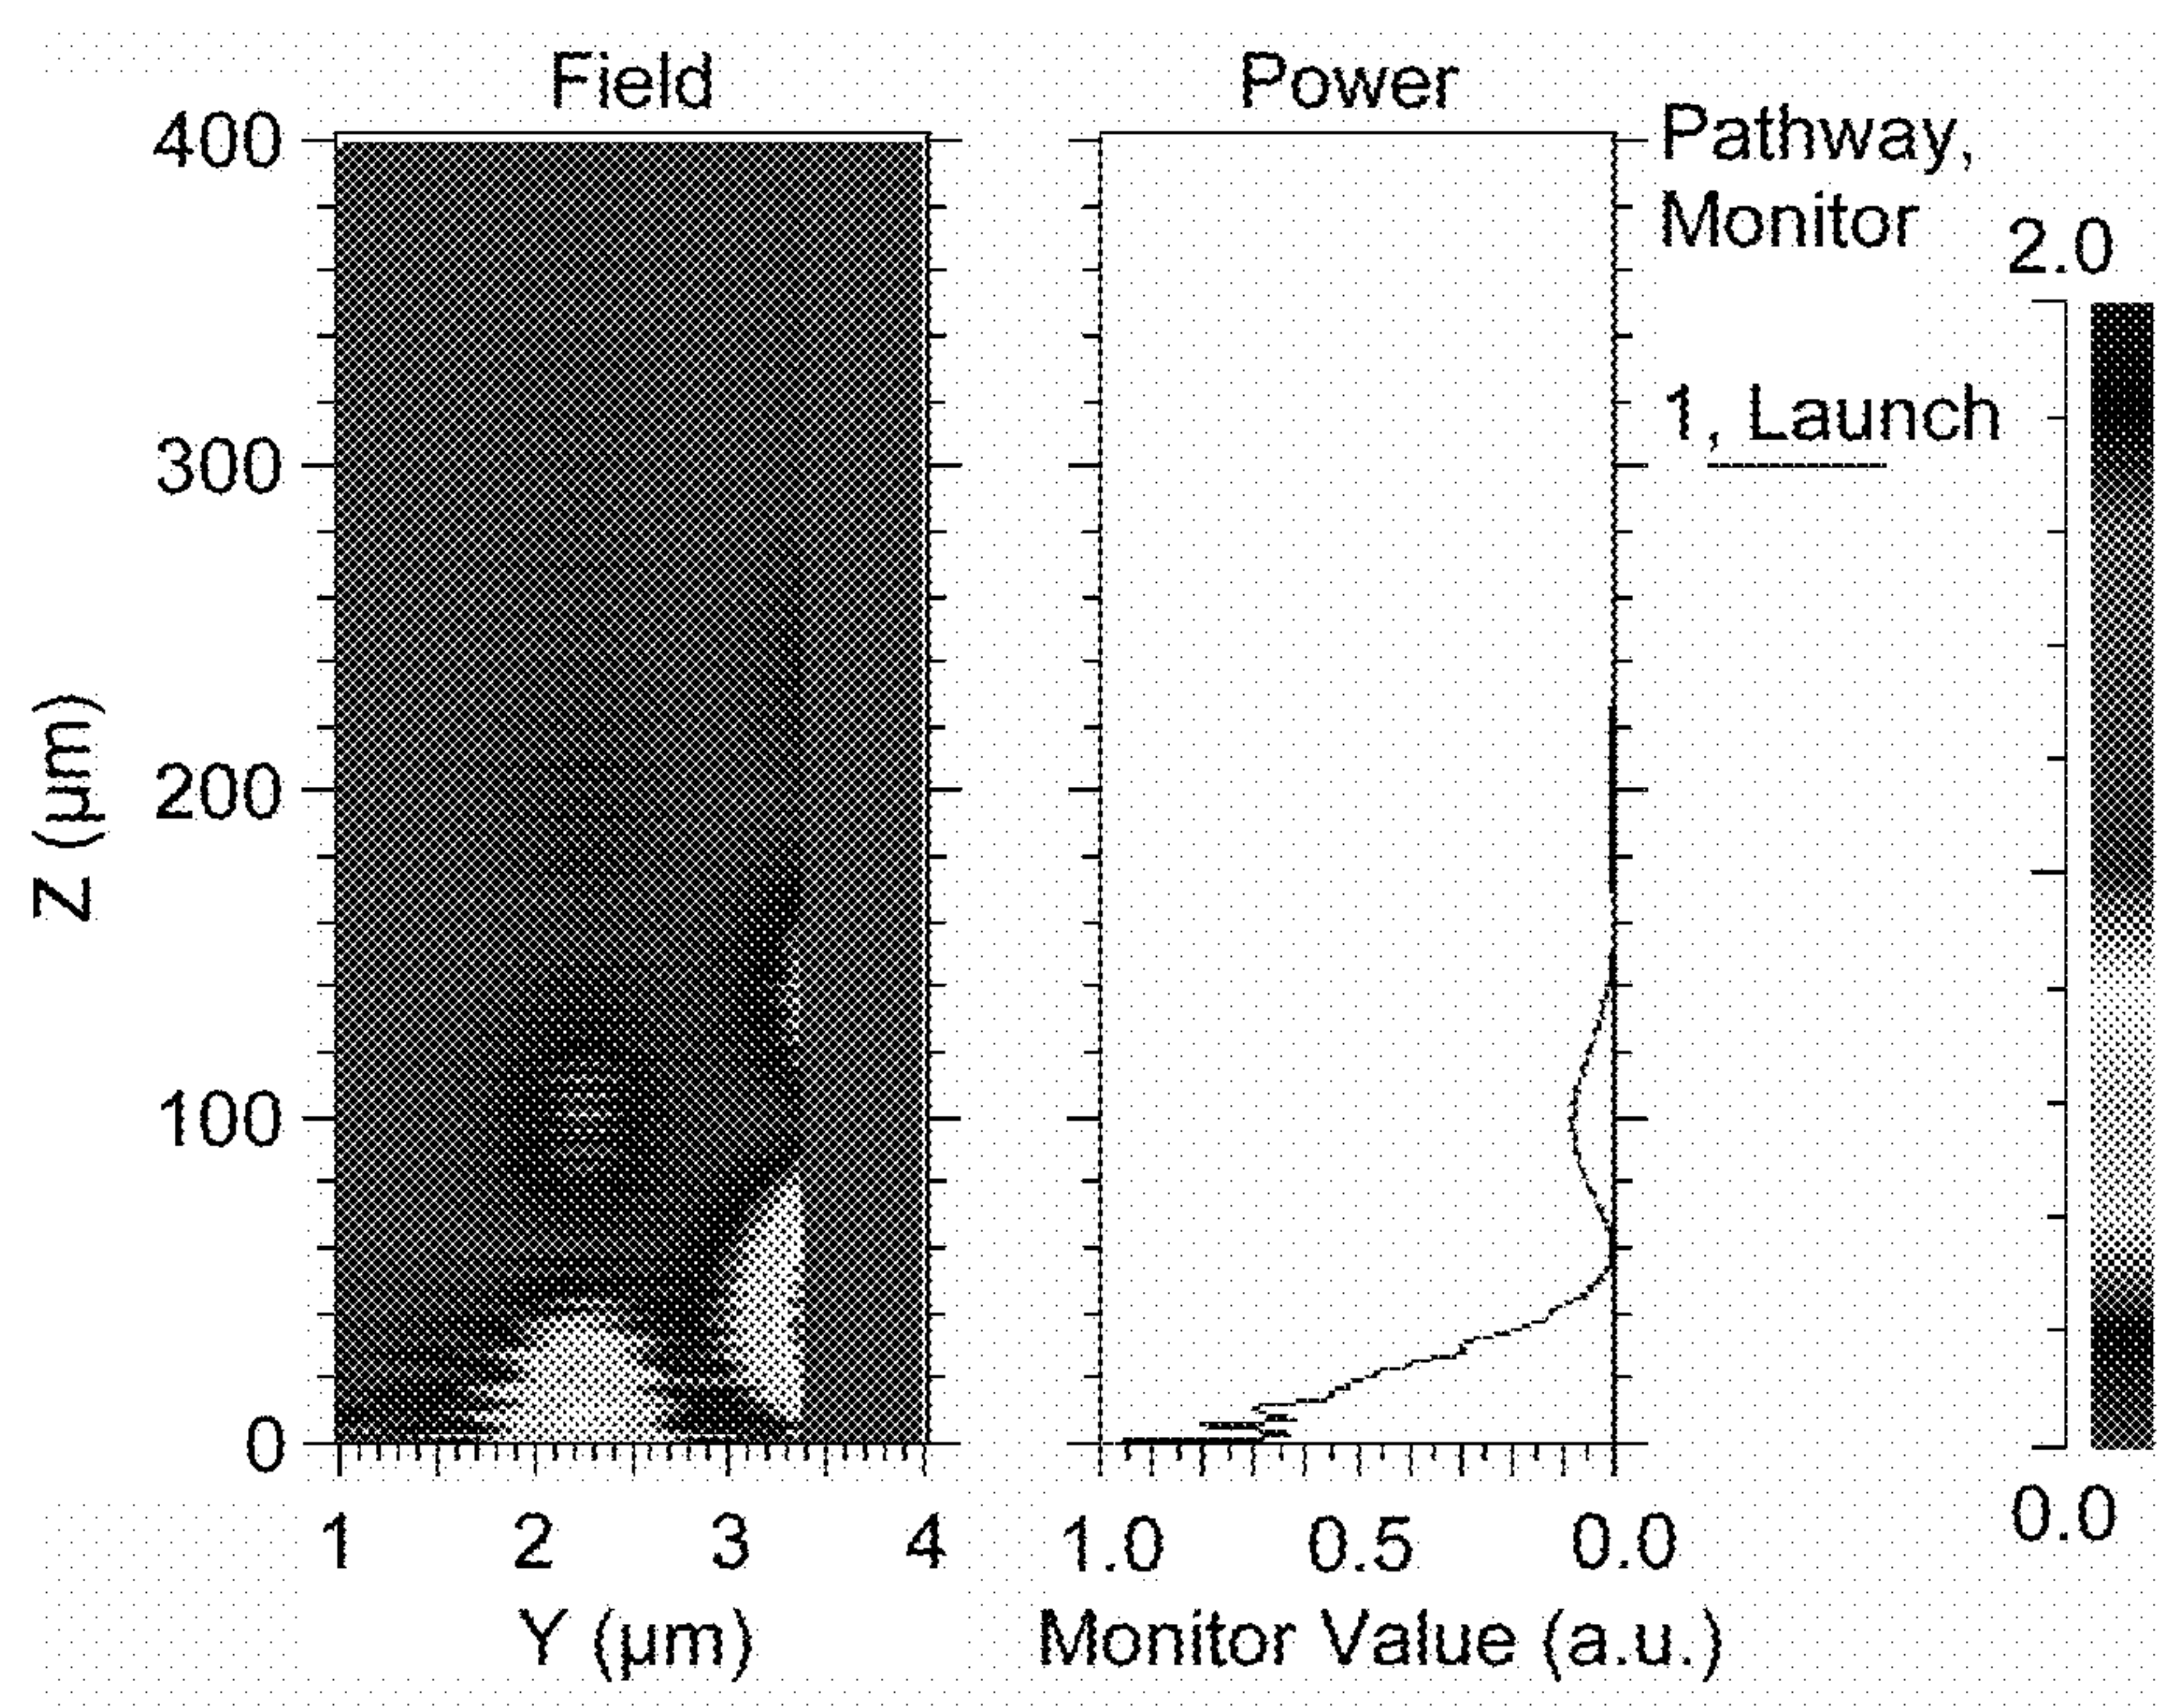 Field
Power
Pathway,
Monitor
1, Launch
2.0
0.0
400
300
200
100
0
Z (µm)
1 2 3 4
Y (µm)
1.0 0.5 0.0
Monitor Value (a.u.)